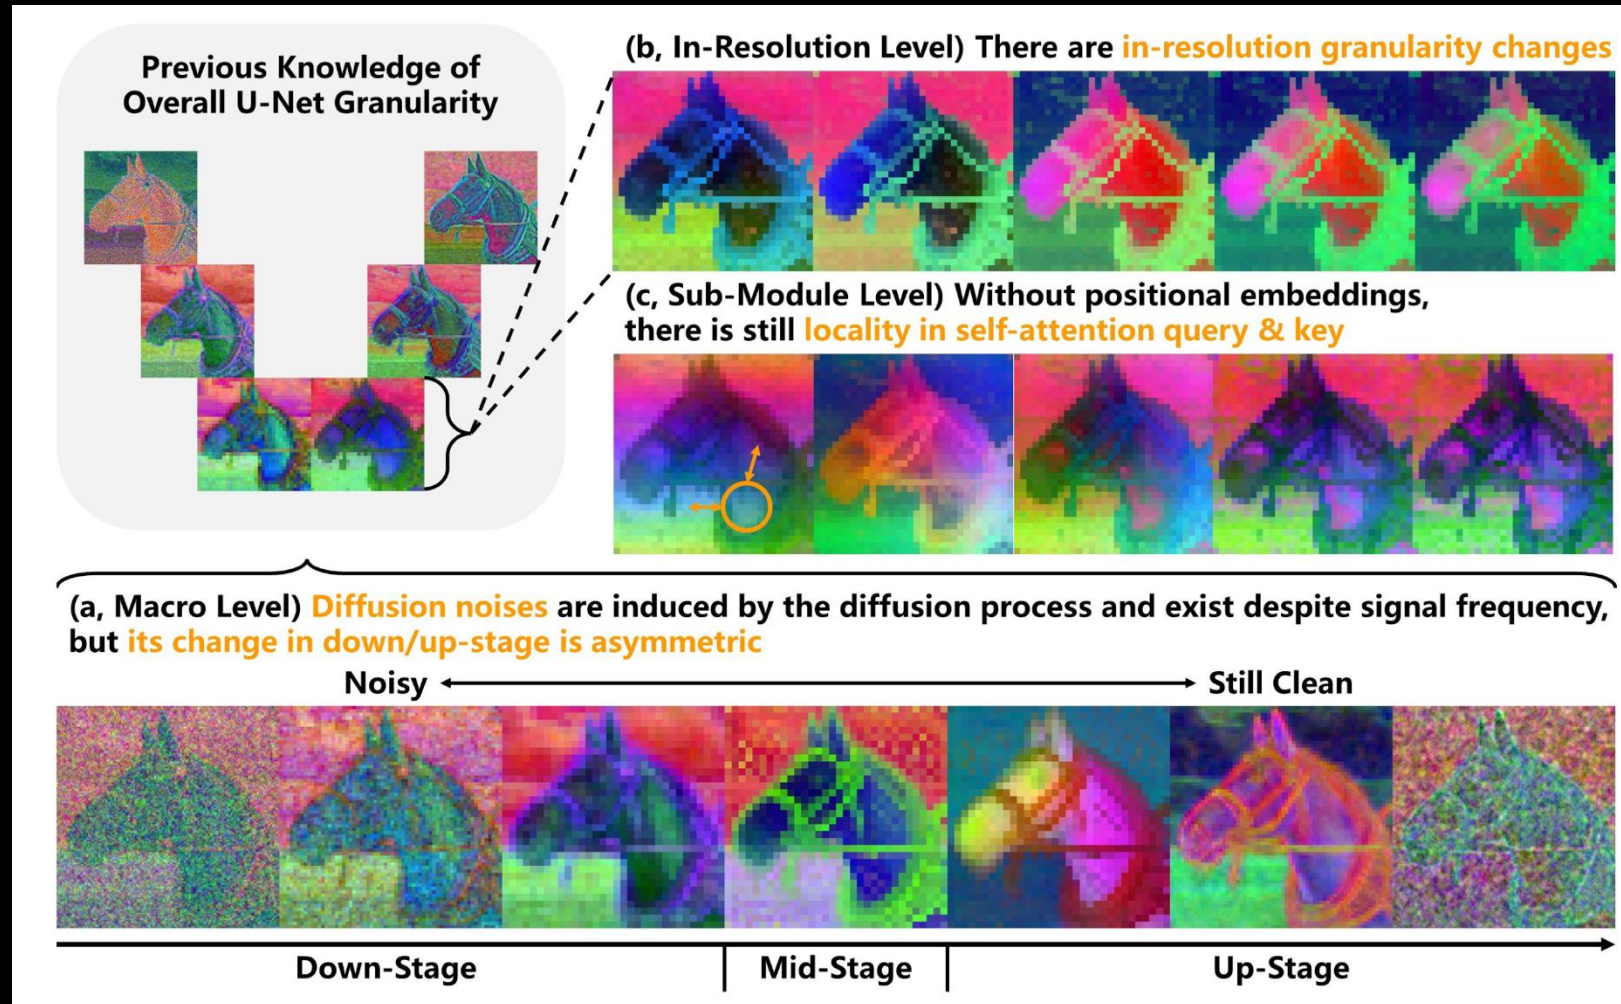 Previous Knowledge of
Overall U-Net Granularity
(b, In-Resolution Level) There are in-resolution granularity changes
(c, Sub-Module Level) Without positional embeddings,
there is still locality in self-attention query & key
(a, Macro Level) Diffusion noises are induced by the diffusion process and exist despite signal frequency,
but its change in down/up-stage is asymmetric
Noisy
Still Clean
Down-Stage
Mid-Stage
Up-Stage